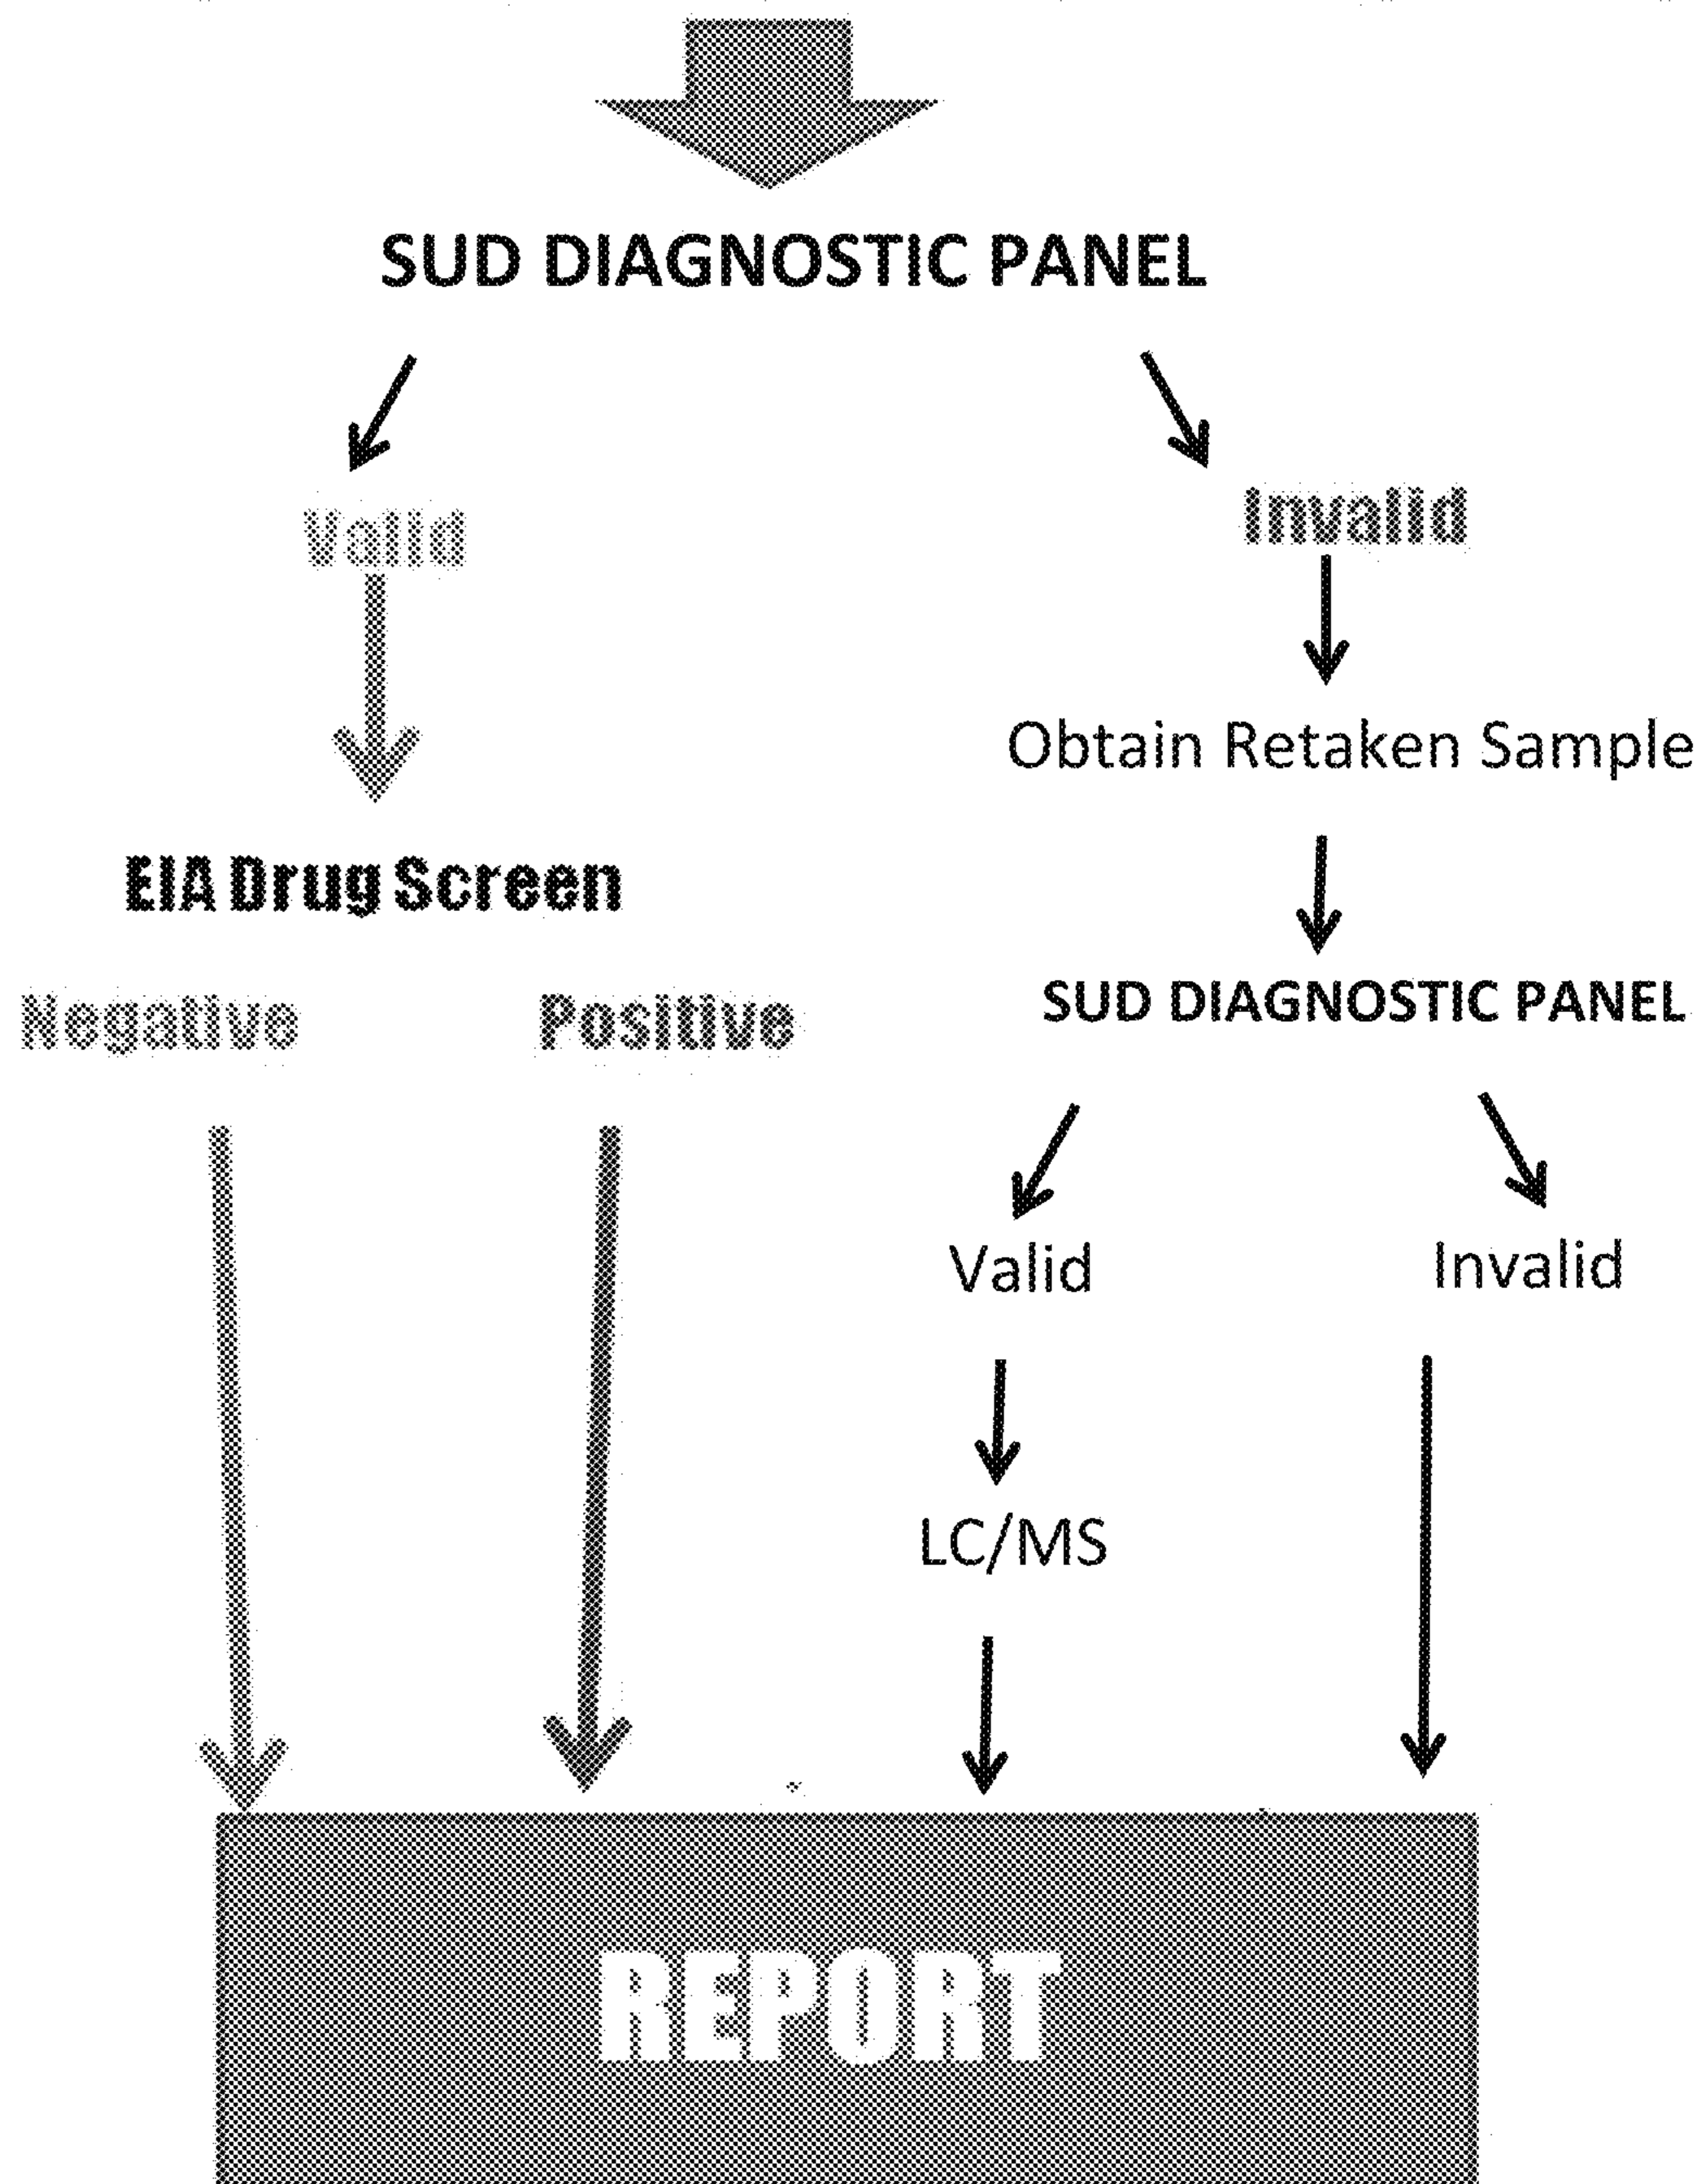 SUD DIAGNOSTIC PANEL
Valid
Invalid
Obtain Retaken Sample
EIA Drug Screen
Negative
Positive
SUD DIAGNOSTIC PANEL
Valid
Invalid
LC/MS
REPORT